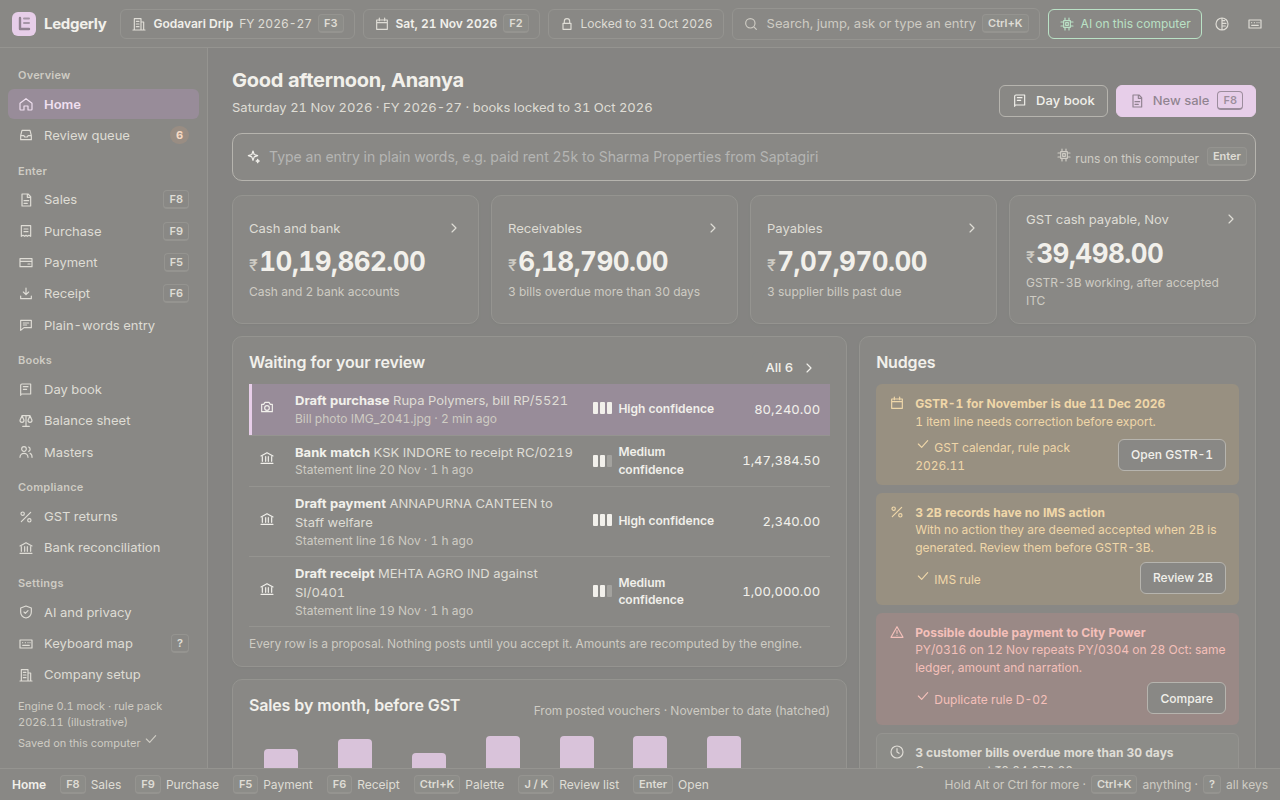 Ledgerly
Godavari Drip FY 2026-27 F3
Sat, 21 Nov 2026 F2
Locked to 31 Oct 2026
Search, jump, ask or type an entry Ctrl+K
AI on this computer
Overview
Home
Review queue 6
Enter
Sales F8
Purchase F9
Payment F5
Receipt F6
Plain-words entry
Books
Day book
Balance sheet
Masters
Compliance
GST returns
Bank reconciliation
Settings
AI and privacy
Keyboard map ?
Company setup
Engine 0.1 mock · rule pack
2026.11 (illustrative)
Saved on this computer
Good afternoon, Ananya
Saturday 21 Nov 2026 · FY 2026-27 · books locked to 31 Oct 2026
Day book
New sale F8
Type an entry in plain words, e.g. paid rent 25k to Sharma Properties from Saptagiri
runs on this computer Enter
Cash and bank
₹10,19,862.00
Cash and 2 bank accounts
Receivables
₹6,18,790.00
3 bills overdue more than 30 days
Payables
₹7,07,970.00
3 supplier bills past due
GST cash payable, Nov
₹39,498.00
GSTR-3B working, after accepted
ITC
Waiting for your review
All 6
Draft purchase Rupa Polymers, bill RP/5521
Bill photo IMG_2041.jpg · 2 min ago
High confidence
80,240.00
Bank match KSK INDORE to receipt RC/0219
Statement line 20 Nov · 1 h ago
Medium
confidence
1,47,384.50
Draft payment ANNAPURNA CANTEEN to
Staff welfare
Statement line 16 Nov · 1 h ago
High confidence
2,340.00
Draft receipt MEHTA AGRO IND against
SI/0401
Statement line 19 Nov · 1 h ago
Medium
confidence
1,00,000.00
Every row is a proposal. Nothing posts until you accept it. Amounts are recomputed by the engine.
Sales by month, before GST
From posted vouchers · November to date (hatched)
Nudges
GSTR-1 for November is due 11 Dec 2026
1 item line needs correction before export.
GST calendar, rule pack
2026.11
Open GSTR-1
3 2B records have no IMS action
With no action they are deemed accepted when 2B is
generated. Review them before GSTR-3B.
IMS rule
Review 2B
Possible double payment to City Power
PY/0316 on 12 Nov repeats PY/0304 on 28 Oct: same
ledger, amount and narration.
Duplicate rule D-02
Compare
3 customer bills overdue more than 30 days
Home F8 Sales F9 Purchase F5 Payment F6 Receipt Ctrl+K Palette J / K Review list Enter Open
Hold Alt or Ctrl for more · Ctrl+K anything · ? all keys